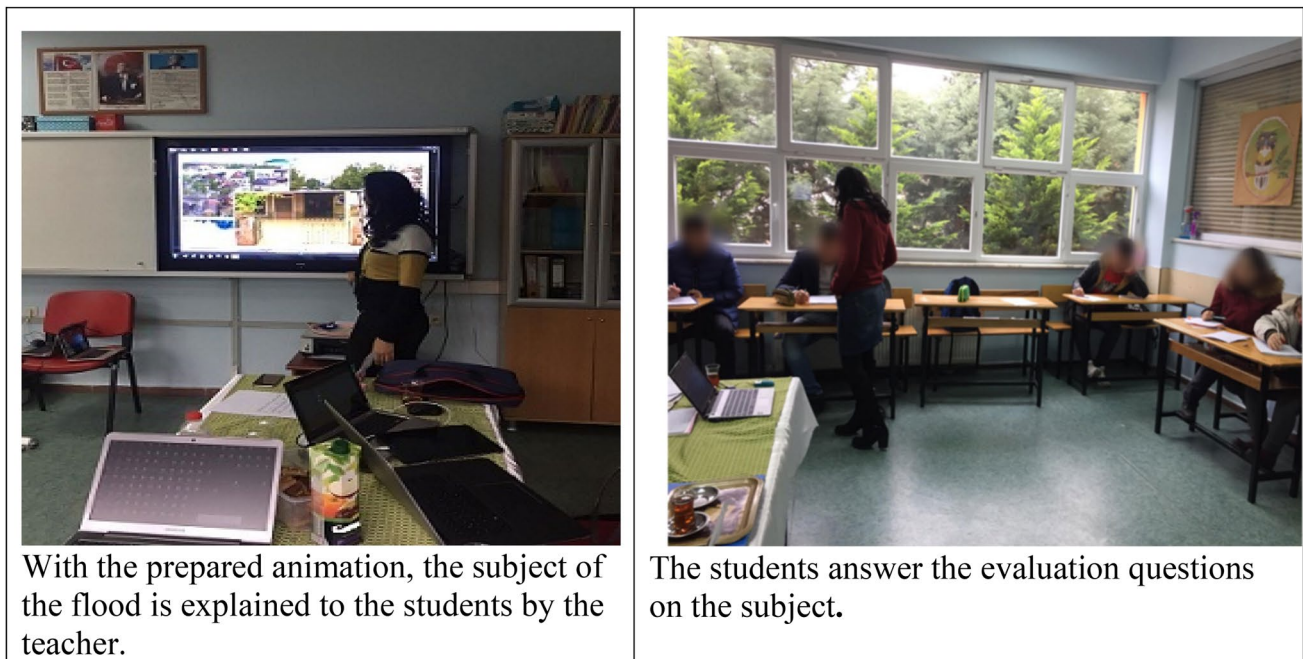 With the prepared animation, the subject of
the flood is explained to the students by the
teacher.
The students answer the evaluation questions
on the subject.